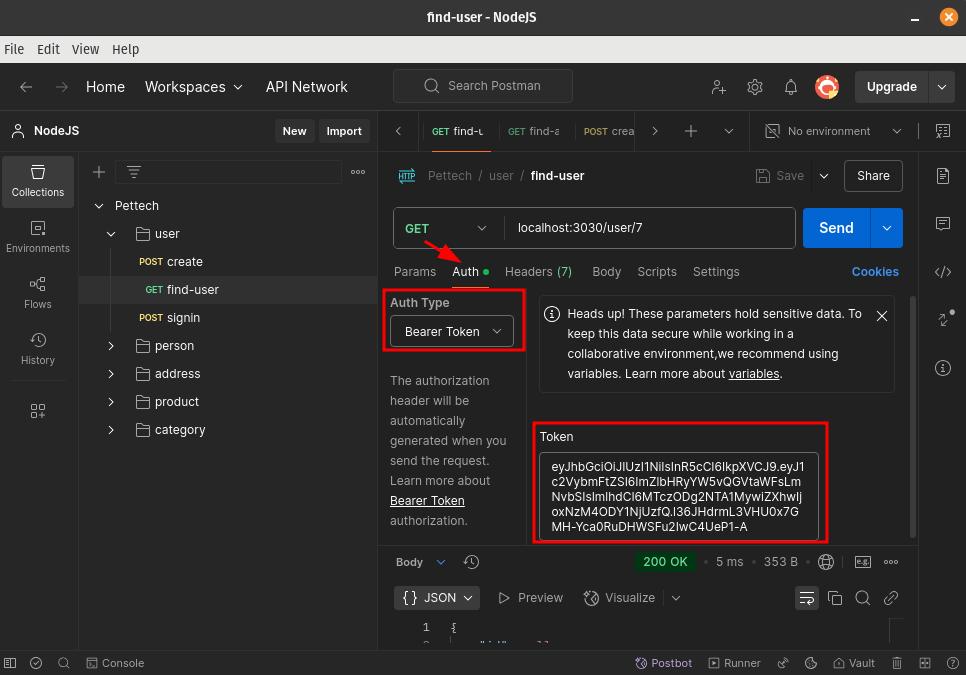 find-user - NodeJS
File Edit View Help
Home Workspaces API Network Search Postman Upgrade
NodeJS New Import GET find-u GET find-a POST crea No environment
Collections
Environments
Flows
History
Pettech
user
POST create
GET find-user
POST signin
person
address
product
category
HTTP Pettech / user / find-user Save Share
GET localhost:3030/user/7 Send
Params Auth Headers (7) Body Scripts Settings Cookies
Auth Type
Bearer Token
The authorization
header will be
automatically
generated when you
send the request.
Learn more about
Bearer Token
authorization.
Heads up! These parameters hold sensitive data. To
keep this data secure while working in a
collaborative environment,we recommend using
variables. Learn more about variables.
Token
Body 200 OK 5 ms 353 B e.g.
{} JSON Preview Visualize
1 {
Console Postbot Runner Vault